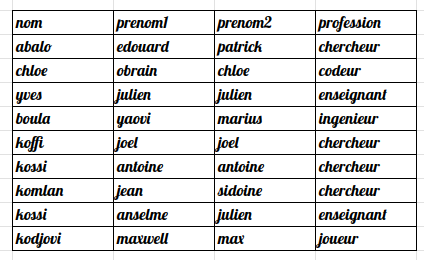 nom prenom1 prenom2 profession
abalo edouard patrick chercheur
chloe obrain chloe codeur
yves julien julien enseignant
boula yaovi marius ingenieur
koffi joel joel chercheur
kossi antoine antoine chercheur
komlan jean sidoine chercheur
kossi anselme julien enseignant
kodjovi maxwell max joueur